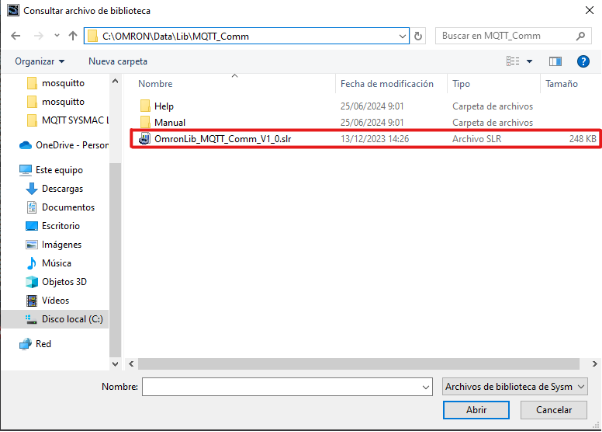 Consultar archivo de biblioteca
C:\OMRON\Data\Lib\MQTT_Comm
Buscar en MQTT_Comm
Organizar
Nueva carpeta
Nombre Fecha de modificación Tipo Tamaño
mosquitto
mosquitto
MQTT SYSMAC L
OneDrive - Person
Este equipo
Descargas
Documentos
Escritorio
Imágenes
Música
Objetos 3D
Vídeos
Disco local (C:)
Red
Help 25/06/2024 9:01 Carpeta de archivos
Manual 25/06/2024 9:01 Carpeta de archivos
OmronLib_MQTT_Comm_V1_0.slr 13/12/2023 14:26 Archivo SLR 248 KB
Nombre:
Archivos de biblioteca de Sysm
Abrir Cancelar